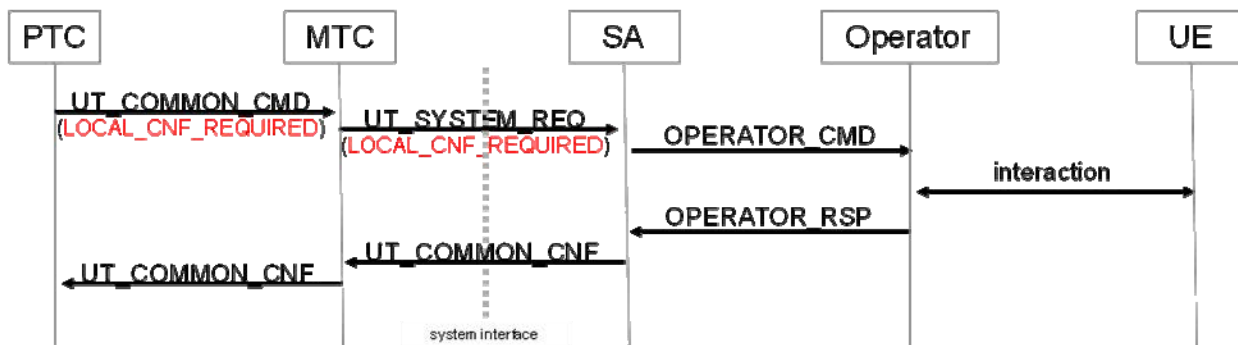 PTC
MTC
SA
Operator
UE
UT_COMMON_CMD
(LOCAL_CNF_REQUIRED)
UT_SYSTEM_REQ
(LOCAL_CNF_REQUIRED)
OPERATOR_CMD
interaction
OPERATOR_RSP
UT_COMMON_CNF
UT_COMMON_CNF
system interface